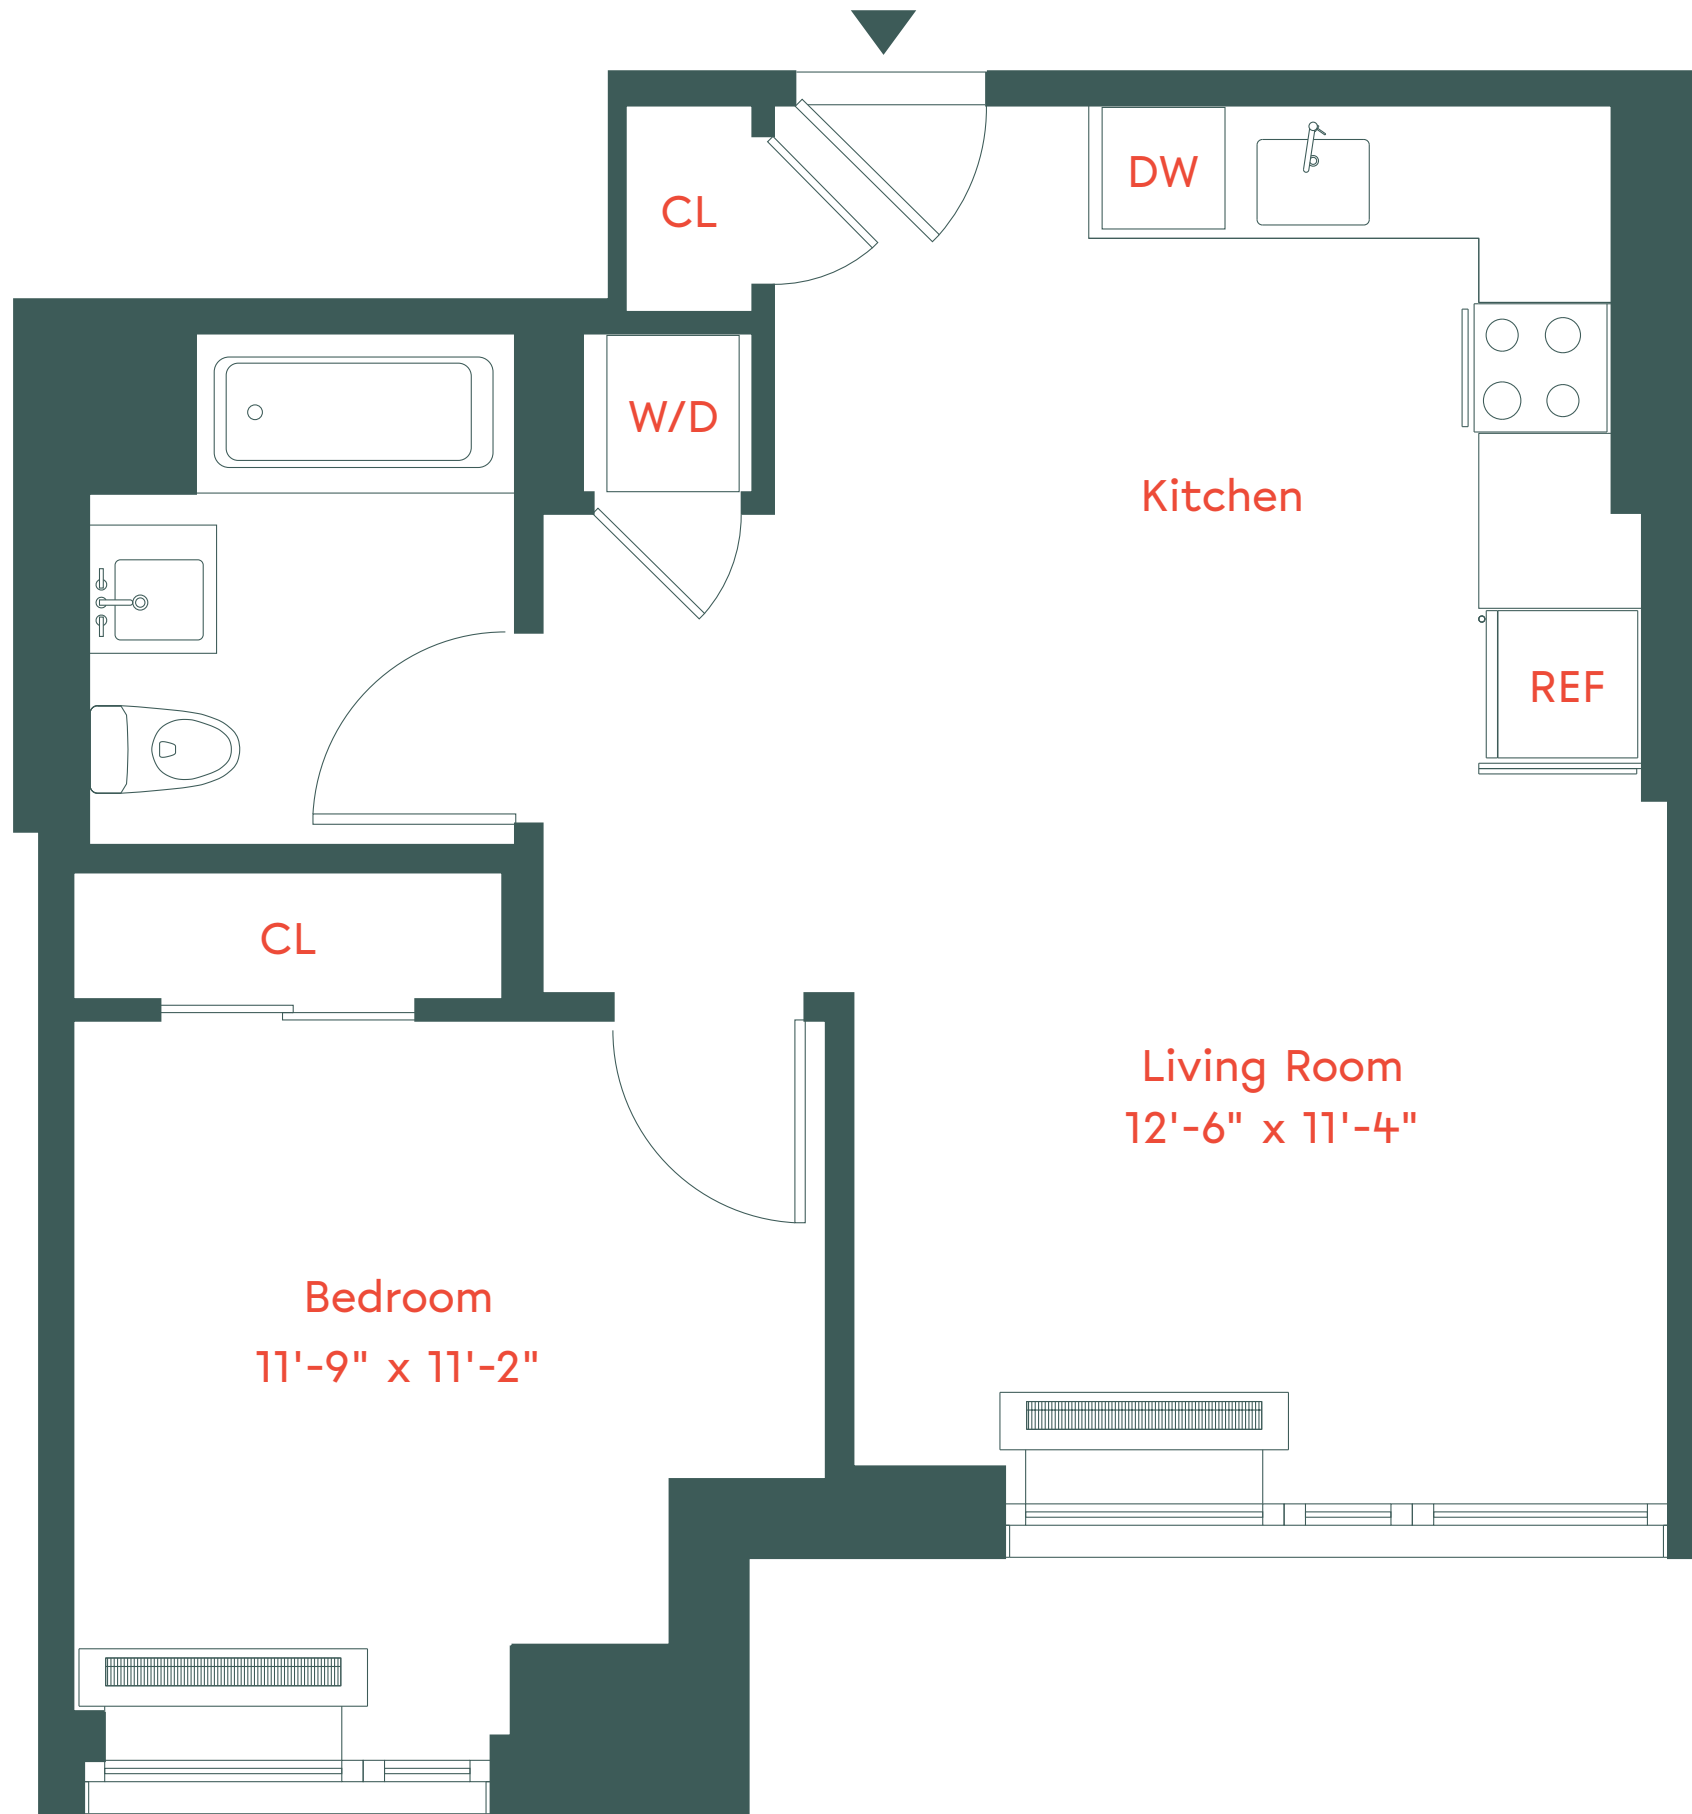 DW
CL
W/D
Kitchen
REF
CL
Living Room
12'-6" x 11'-4"
Bedroom
11'-9" x 11'-2"